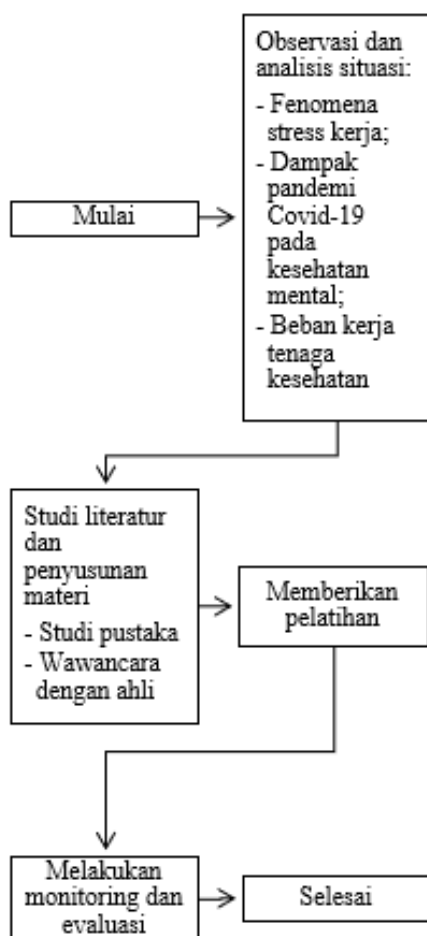 Mulai
Observasi dan
analisis situasi:
- Fenomena
stress kerja;
- Dampak
pandemi
Covid-19
pada
kesehatan
mental;
- Beban kerja
tenaga
kesehatan
Studi literatur
dan
penyusunan
materi
- Studi pustaka
- Wawancara
dengan ahli
Memberikan
pelatihan
Melakukan
monitoring dan
evaluasi
Selesai